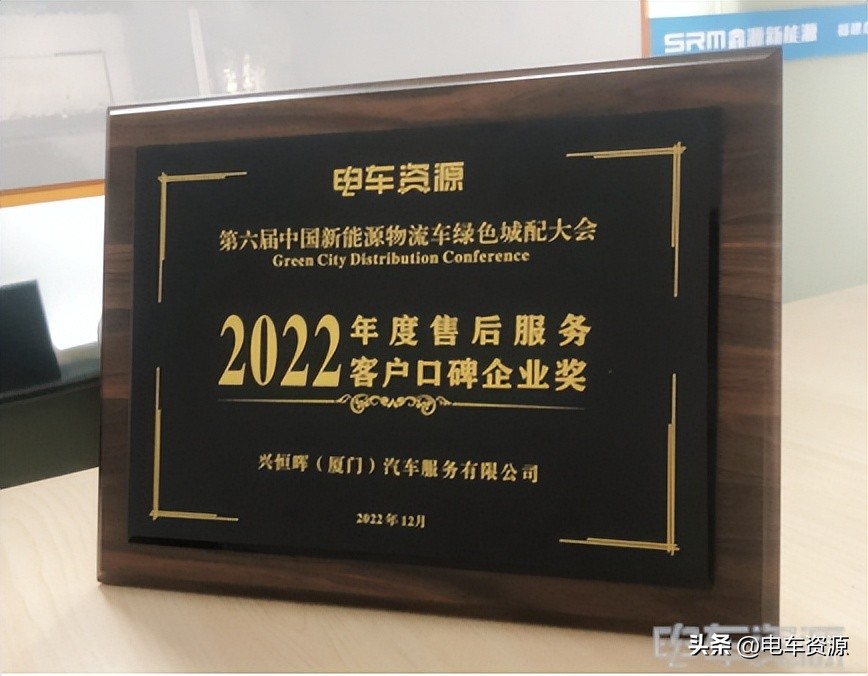 SRM鑫源新能源
电车资源
第六届中国新能源物流车绿色城配大会
Green City Distribution Conference
2022年度售后服务
客户口碑企业奖
兴恒晖（厦门）汽车服务有限公司
2022年12月
头条 @电车资源